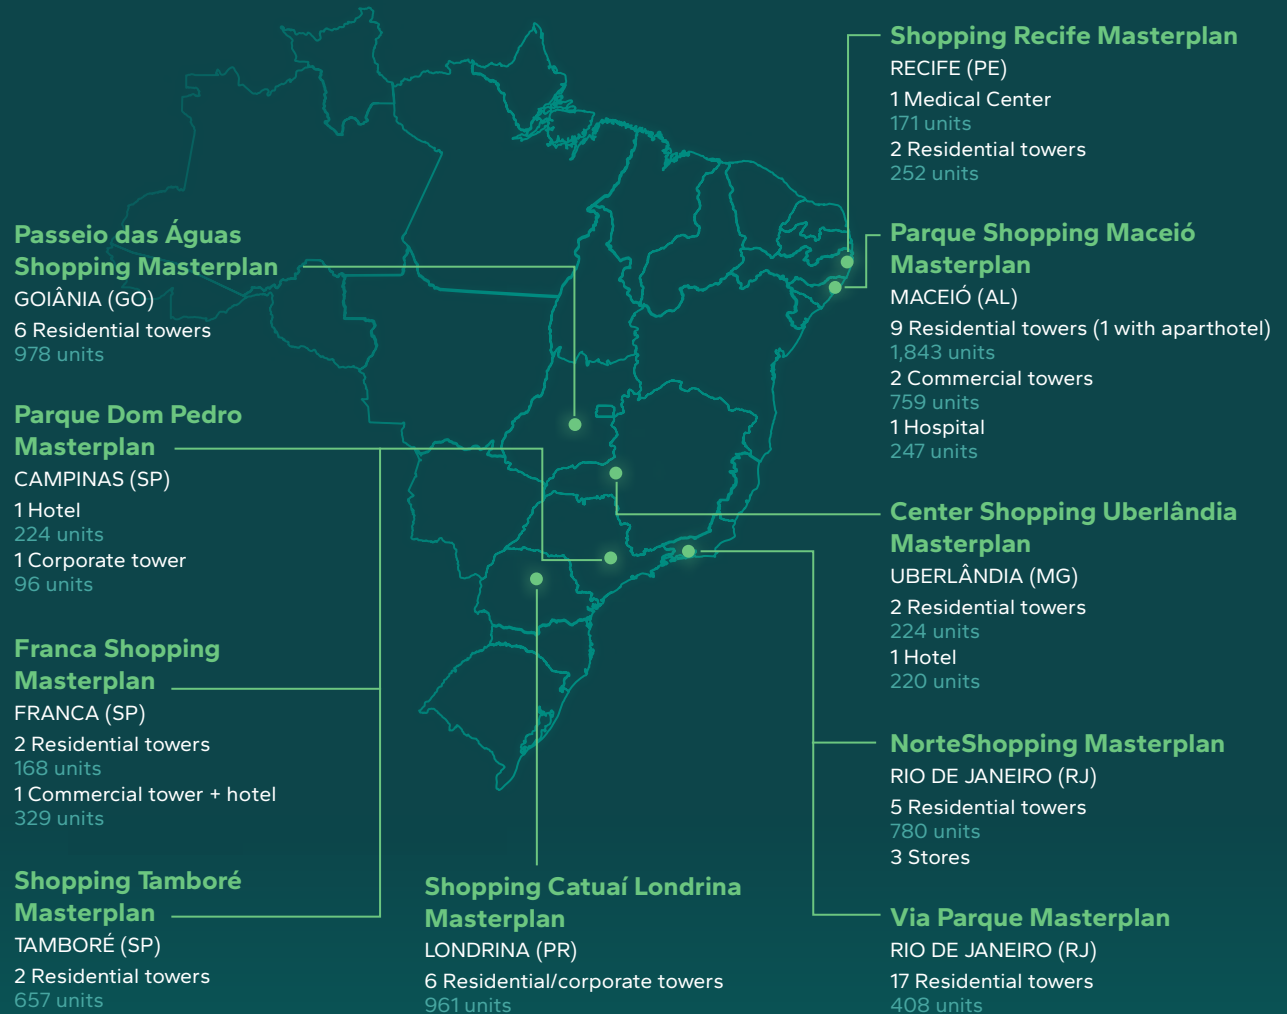 Passeio das Águas
Shopping Masterplan
GOIÂNIA (GO)
6 Residential towers
978 units
Parque Dom Pedro
Masterplan
CAMPINAS (SP)
1 Hotel
224 units
1 Corporate tower
96 units
Franca Shopping
Masterplan
FRANCA (SP)
2 Residential towers
168 units
1 Commercial tower + hotel
329 units
Shopping Tamboré
Masterplan
TAMBORÉ (SP)
2 Residential towers
657 units
Shopping Catuaí Londrina
Masterplan
LONDRINA (PR)
6 Residential/corporate towers
961 units
Shopping Recife Masterplan
RECIFE (PE)
1 Medical Center
171 units
2 Residential towers
252 units
Parque Shopping Maceió
Masterplan
MACEIÓ (AL)
9 Residential towers (1 with aparthotel)
1,843 units
2 Commercial towers
759 units
1 Hospital
247 units
Center Shopping Uberlândia
Masterplan
UBERLÂNDIA (MG)
2 Residential towers
224 units
1 Hotel
220 units
NorteShopping Masterplan
RIO DE JANEIRO (RJ)
5 Residential towers
780 units
3 Stores
Via Parque Masterplan
RIO DE JANEIRO (RJ)
17 Residential towers
408 units